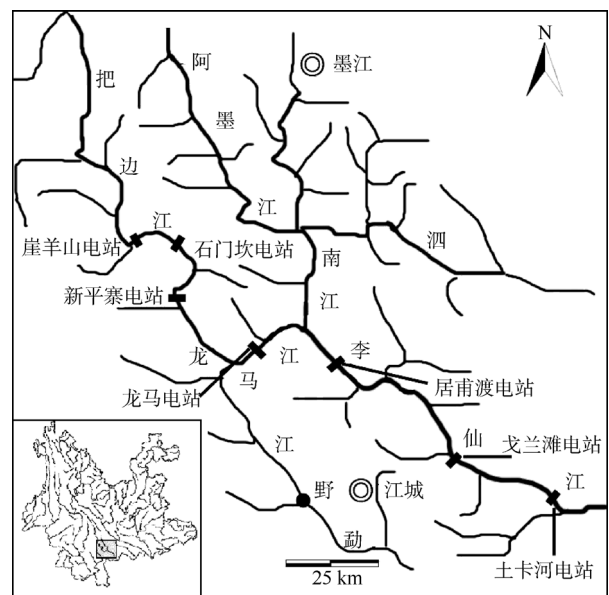 N
把
阿
墨江
墨
边
江
江
泗
南
江
崖羊山电站
石门坎电站
新平寨电站
龙
马
江
李
龙马电站
居甫渡电站
江
仙
戈兰滩电站
野
江城
江
勐
土卡河电站
25 km